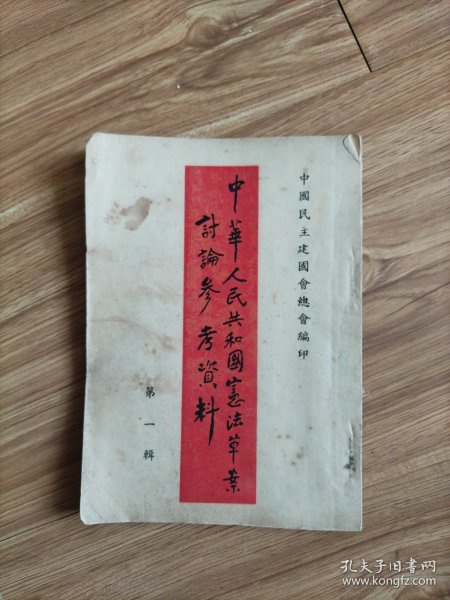 中國民主建國會總會編印
中華人民共和國憲法草案
討論參考資料
第一輯
孔夫子旧书网
www.kongfz.com